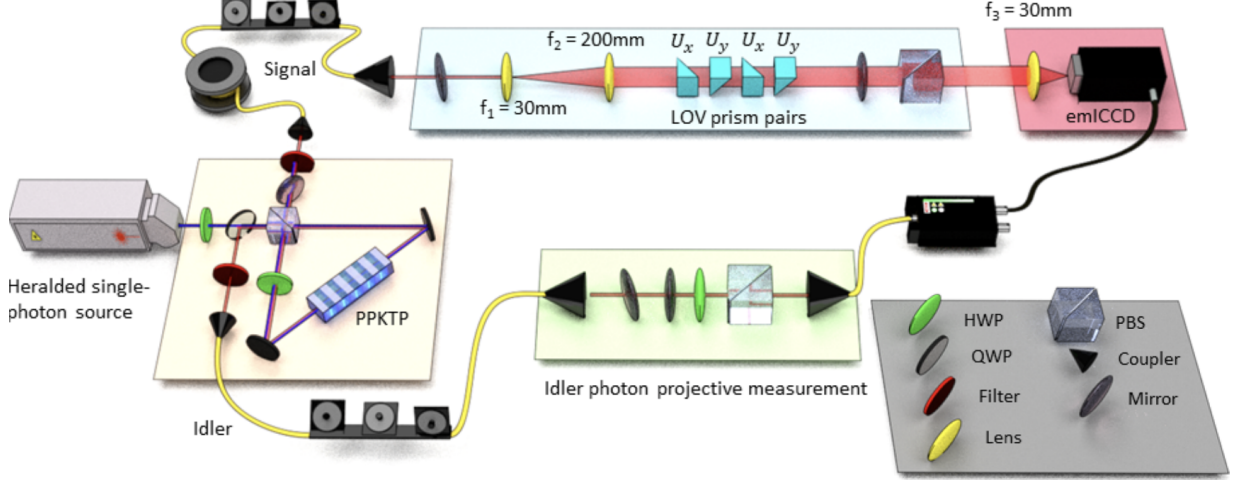 f₃ = 30mm
f₂ = 200mm
Uₓ Uᵧ Uₓ Uᵧ
Signal
f₁ = 30mm
LOV prism pairs
emICCD
Heralded single-
photon source
PPKTP
Idler photon projective measurement
Idler
HWP
PBS
QWP
Coupler
Filter
Mirror
Lens